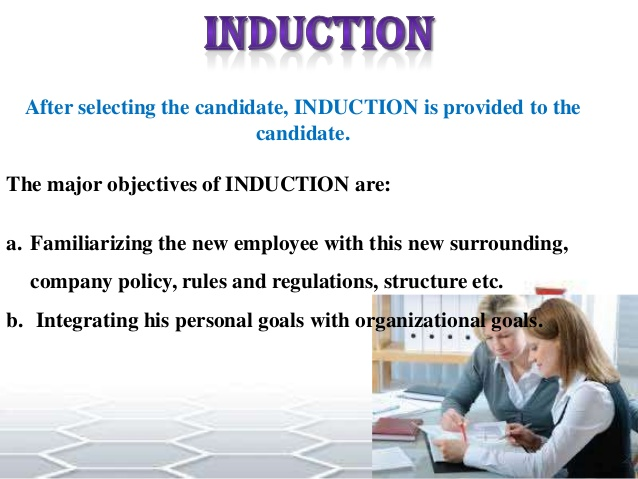 INDUCTION
After selecting the candidate, INDUCTION is provided to the
candidate.
The major objectives of INDUCTION are:
a. Familiarizing the new employee with this new surrounding,
company policy, rules and regulations, structure etc.
b. Integrating his personal goals with organizational goals.